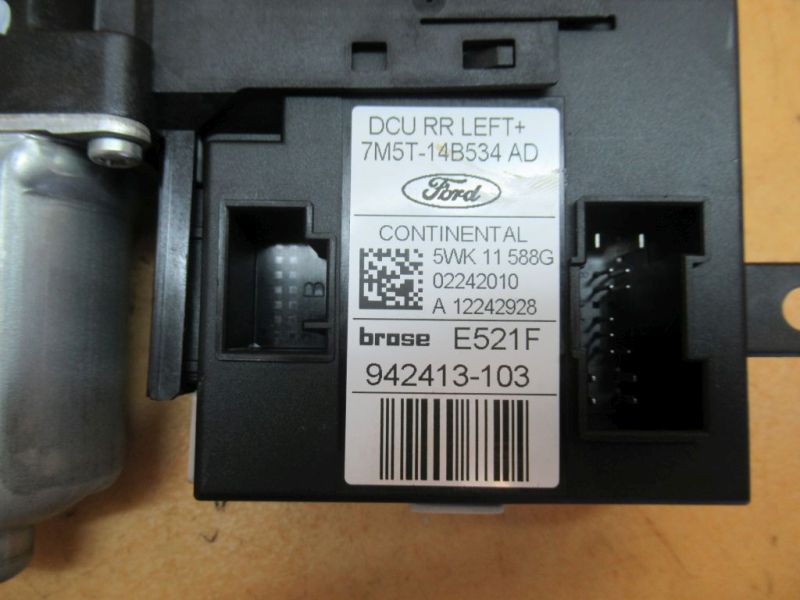 DCU RR LEFT+
7M5T-14B534 AD
Ford
CONTINENTAL
5WK 11 588G
02242010
A 12242928
brose E521F
942413-103
B